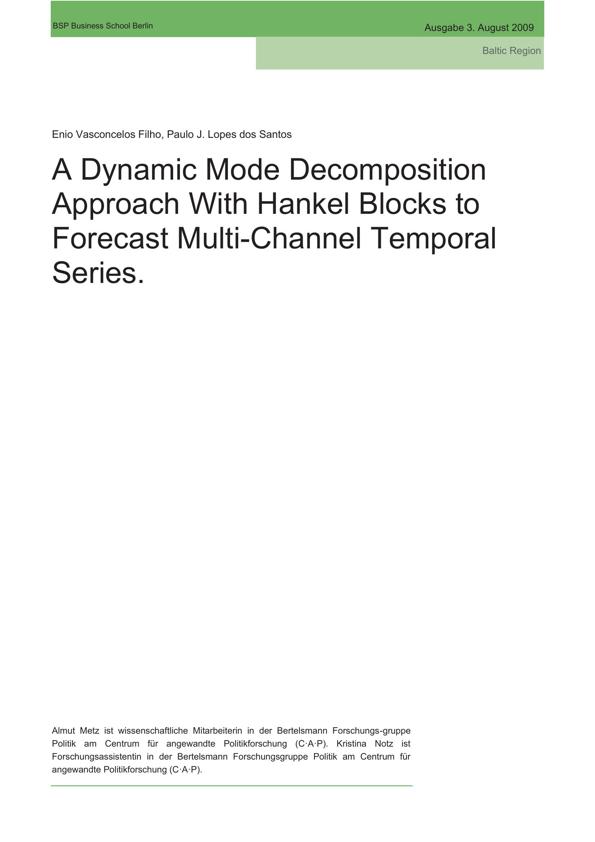 BSP Business School Berlin
Ausgabe 3. August 2009
Baltic Region
Enio Vasconcelos Filho, Paulo J. Lopes dos Santos
A Dynamic Mode Decomposition
Approach With Hankel Blocks to
Forecast Multi-Channel Temporal
Series.
Almut Metz ist wissenschaftliche Mitarbeiterin in der Bertelsmann Forschungs-gruppe
Politik am Centrum für angewandte Politikforschung (C·A·P). Kristina Notz ist
Forschungsassistentin in der Bertelsmann Forschungsgruppe Politik am Centrum für
angewandte Politikforschung (C·A·P).